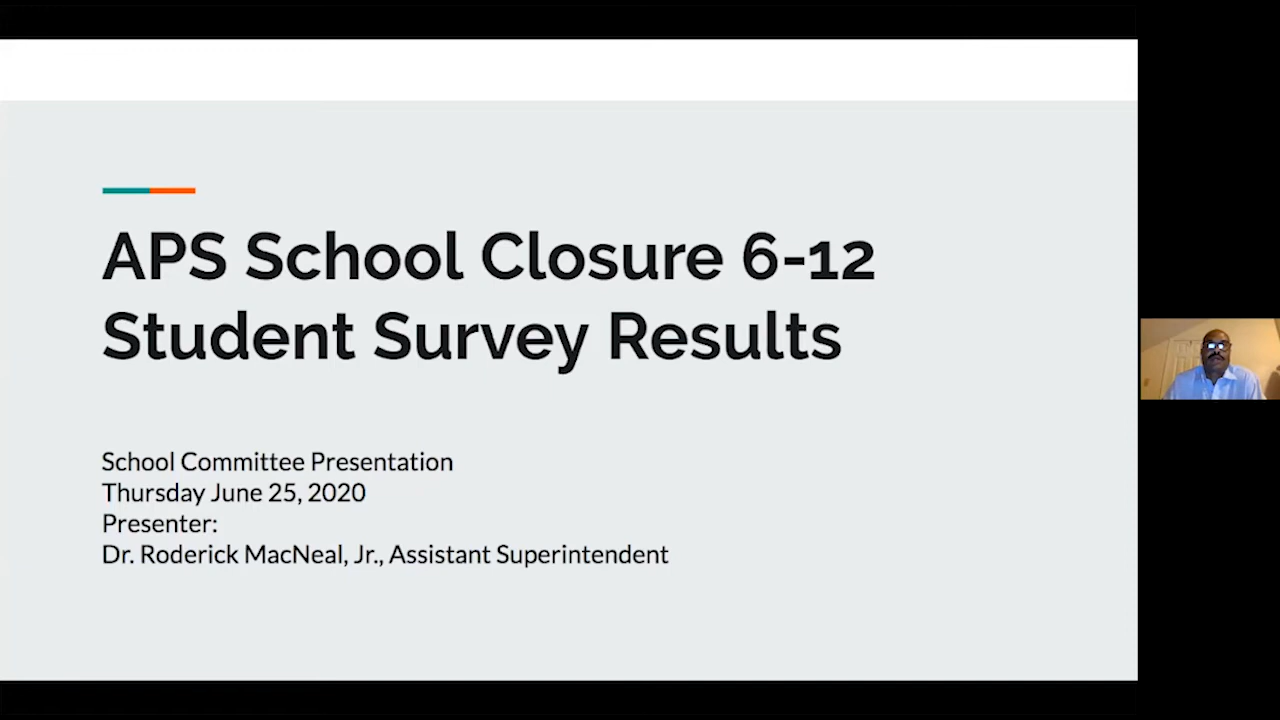 APS School Closure 6-12
Student Survey Results
School Committee Presentation
Thursday June 25, 2020
Presenter:
Dr. Roderick MacNeal, Jr., Assistant Superintendent